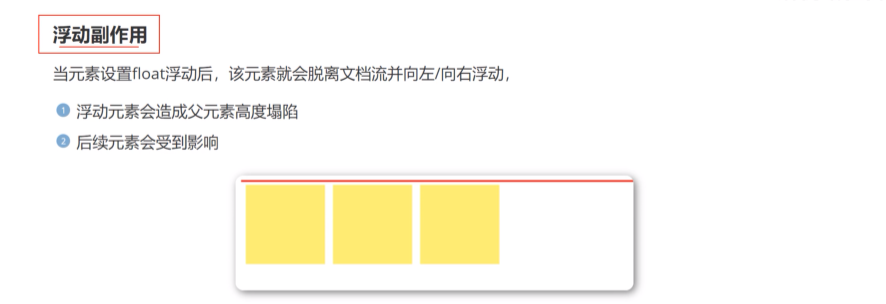 浮动副作用
当元素设置float浮动后，该元素就会脱离文档流并向左/向右浮动，
1 浮动元素会造成父元素高度塌陷
2 后续元素会受到影响